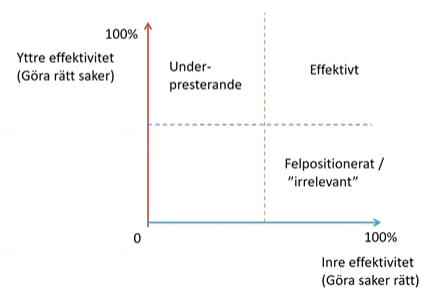 100%
Yttre effektivitet
(Göra rätt saker)
Under-
presterande
Effektivt
Felpositionerat /
”irrelevant”
0
100%
Inre effektivitet
(Göra saker rätt)